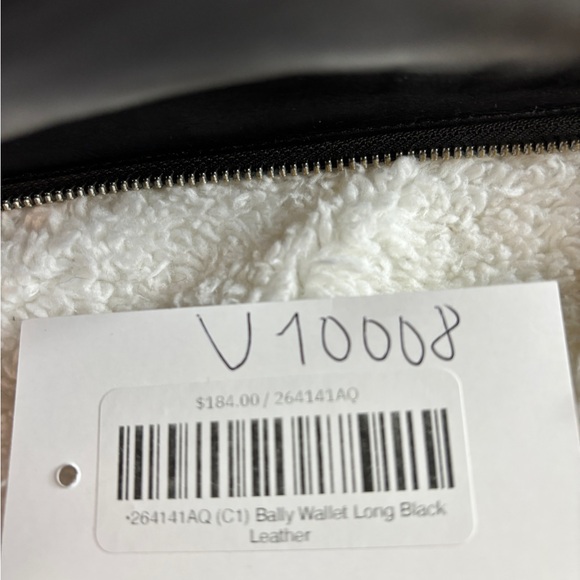 V10008
$184.00 / 264141AQ
•264141AQ (C1) Bally Wallet Long Black
Leather